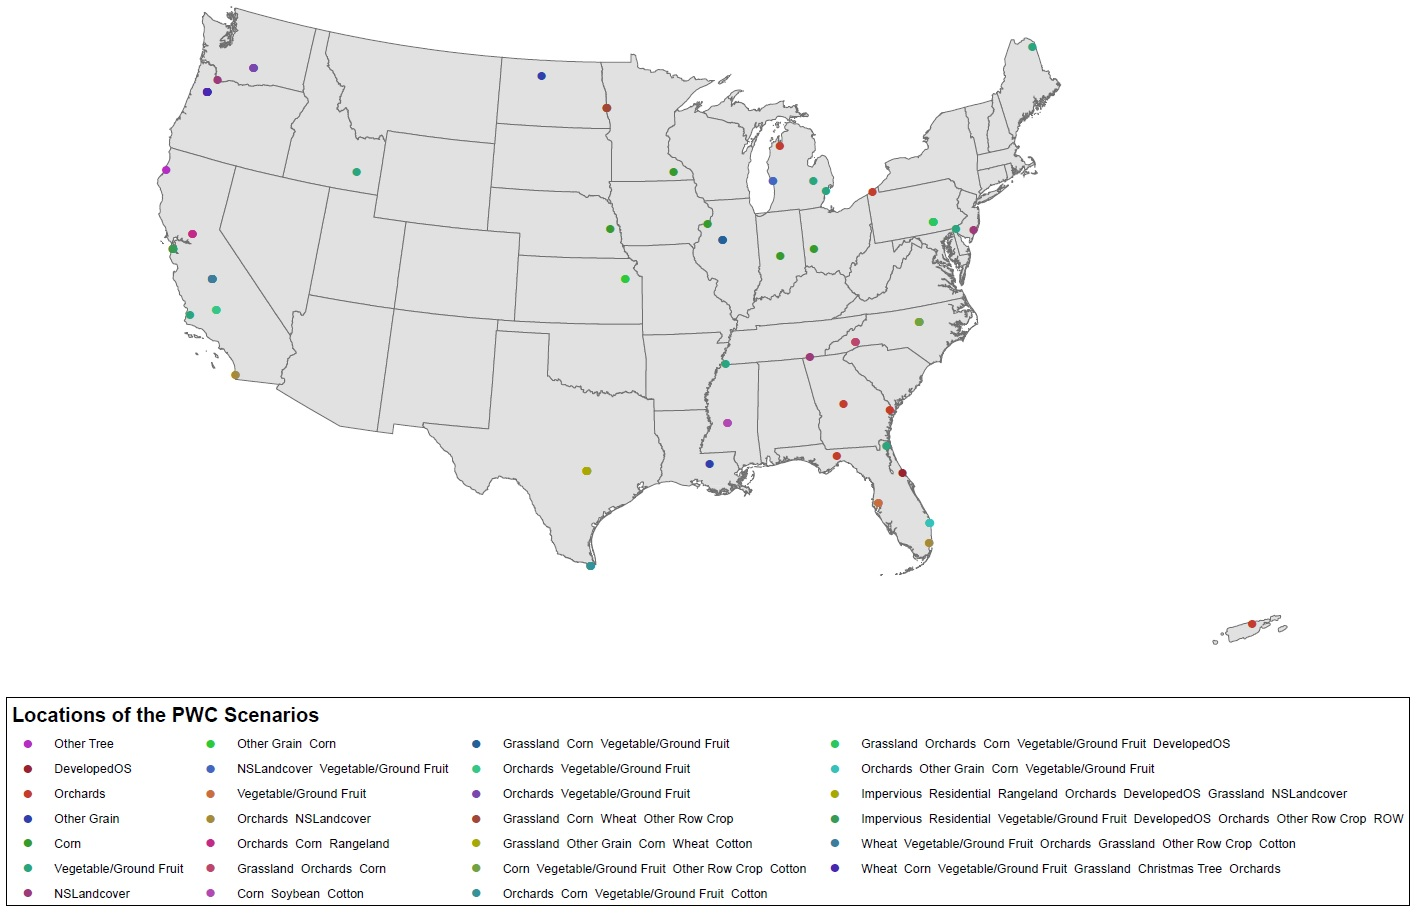 Locations of the PWC Scenarios
Other Tree
DevelopedOS
Orchards
Other Grain
Corn
Vegetable/Ground Fruit
NSLandcover
Other Grain Corn
NSLandcover Vegetable/Ground Fruit
Vegetable/Ground Fruit
Orchards NSLandcover
Orchards Corn Rangeland
Grassland Orchards Corn
Corn Soybean Cotton
Grassland Corn Vegetable/Ground Fruit
Orchards Vegetable/Ground Fruit
Orchards Vegetable/Ground Fruit
Grassland Corn Wheat Other Row Crop
Grassland Other Grain Corn Wheat Cotton
Corn Vegetable/Ground Fruit Other Row Crop Cotton
Orchards Corn Vegetable/Ground Fruit Cotton
Grassland Orchards Corn Vegetable/Ground Fruit DevelopedOS
Orchards Other Grain Corn Vegetable/Ground Fruit
Impervious Residential Rangeland Orchards DevelopedOS Grassland NSLandcover
Impervious Residential Vegetable/Ground Fruit DevelopedOS Orchards Other Row Crop ROW
Wheat Vegetable/Ground Fruit Orchards Grassland Other Row Crop Cotton
Wheat Corn Vegetable/Ground Fruit Grassland Christmas Tree Orchards